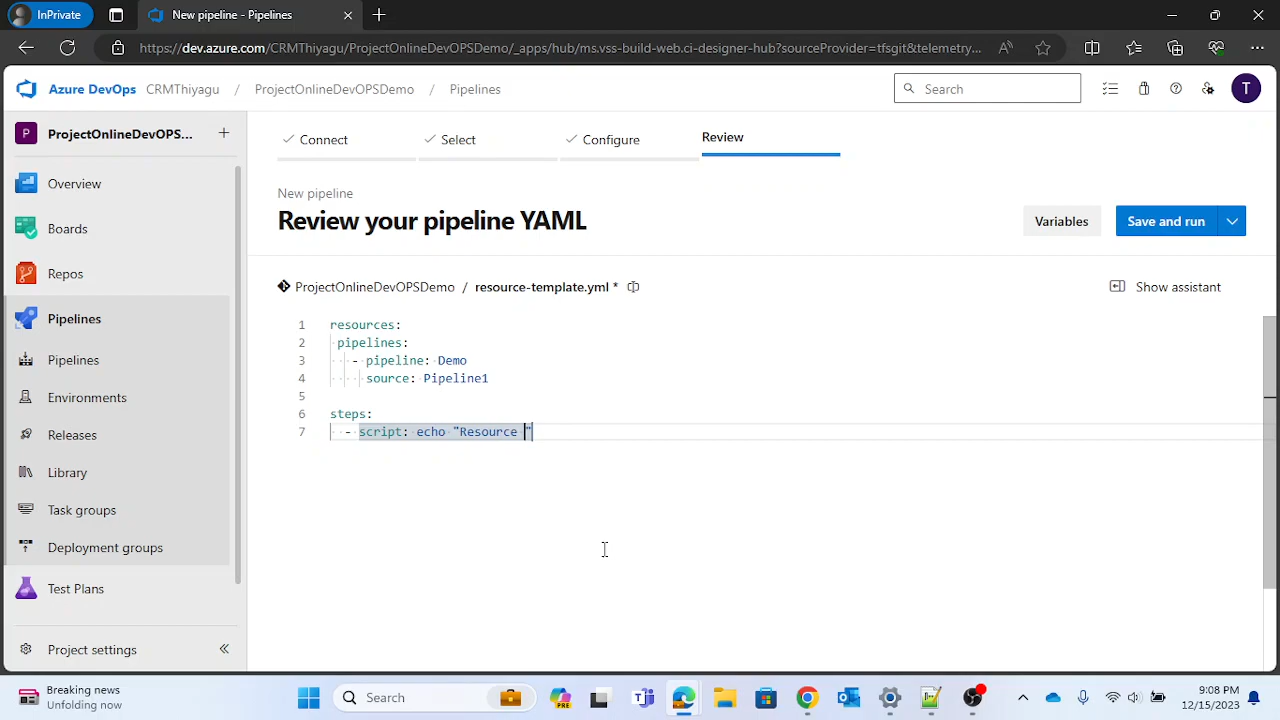 InPrivate
New pipeline - Pipelines
https://dev.azure.com/CRMThiyagu/ProjectOnlineDevOPSDemo/_apps/hub/ms.vss-build-web.ci-designer-hub?sourceProvider=tfsgit&telemetry...
Azure DevOps CRMThiyagu / ProjectOnlineDevOPSDemo / Pipelines
Search
T
P ProjectOnlineDevOPS... +
Overview
Boards
Repos
Pipelines
Pipelines
Environments
Releases
Library
Task groups
Deployment groups
Test Plans
Project settings
Connect Select Configure Review
New pipeline
Review your pipeline YAML
Variables
Save and run
ProjectOnlineDevOPSDemo / resource-template.yml *
Show assistant
1 resources:
2 pipelines:
3 - pipeline: Demo
4 source: Pipeline1
5
6 steps:
7 - script: echo "Resource "
Breaking news
Unfolding now
Search
PRE
9:08 PM
12/15/2023